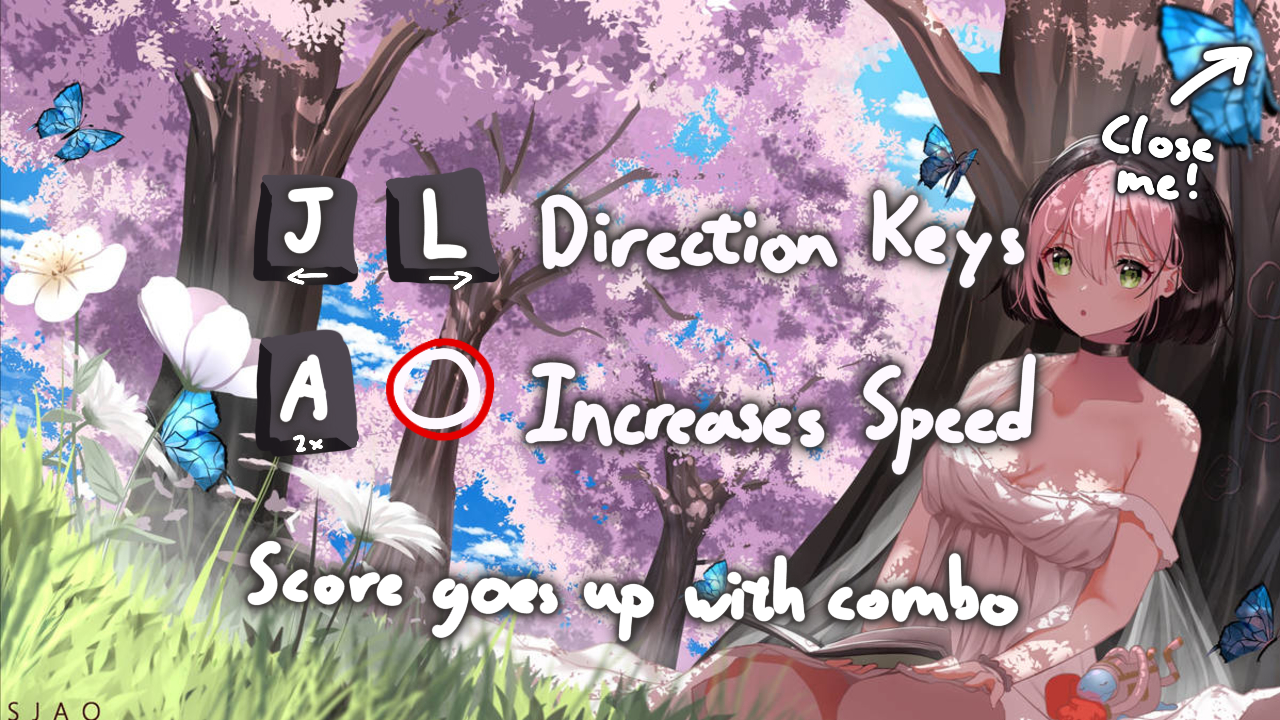 Close
me!
J L Direction Keys
← →
A Increases Speed
2x
Score goes up with combo
SJAO